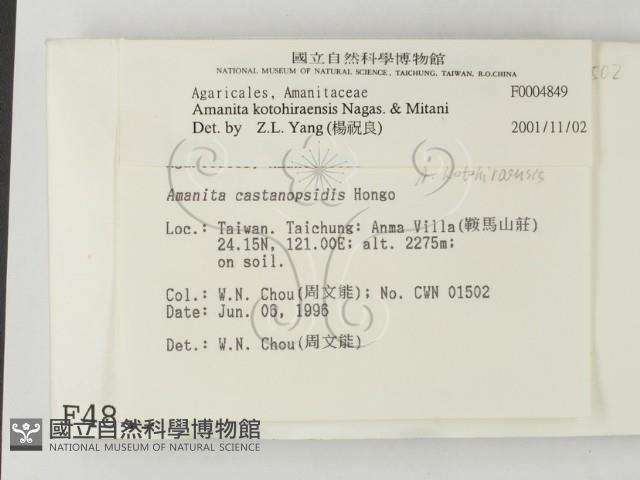 國立自然科學博物館
NATIONAL MUSEUM OF NATURAL SCIENCE, TAICHUNG, TAIWAN, R.O.CHINA
502
Agaricales, Amanitaceae F0004849
Amanita kotohiraensis Nagas. & Mitani
Det. by Z.L. Yang(楊祝良) 2001/11/02
A. kotohiraensis
Amanita castanopsidis Hongo
Loc.: Taiwan. Taichung: Anma Villa(鞍馬山莊)
24.15N, 121.00E; alt. 2275m;
on soil.
Col.: W.N. Chou(周文能); No. CWN 01502
Date: Jun. 06, 1996
Det.: W.N. Chou(周文能)
F48
國立自然科學博物館
NATIONAL MUSEUM OF NATURAL SCIENCE